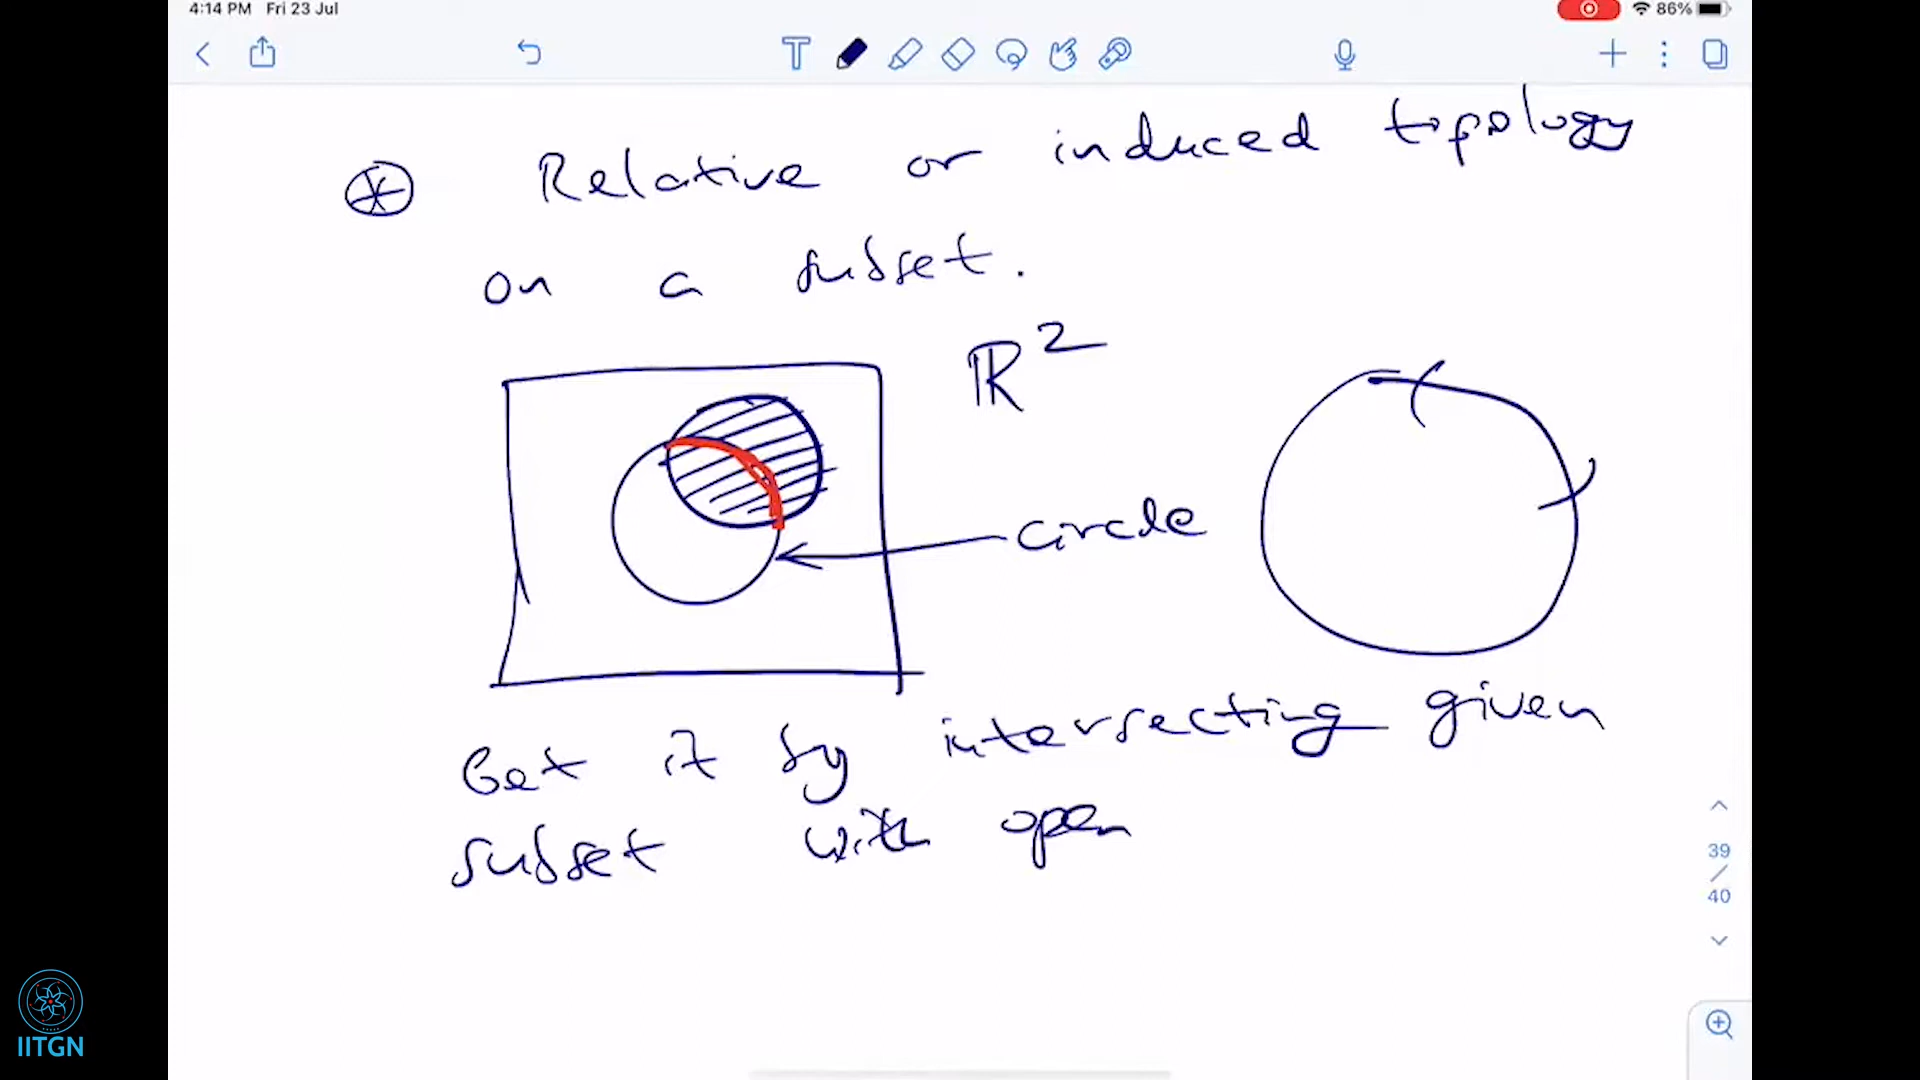 4:14 PM Fri 23 Jul
86%
T
Relative or induced topology
on a subset.
ℝ²
circle
Get it by intersecting given
subset with open
39
/
40
IITGN